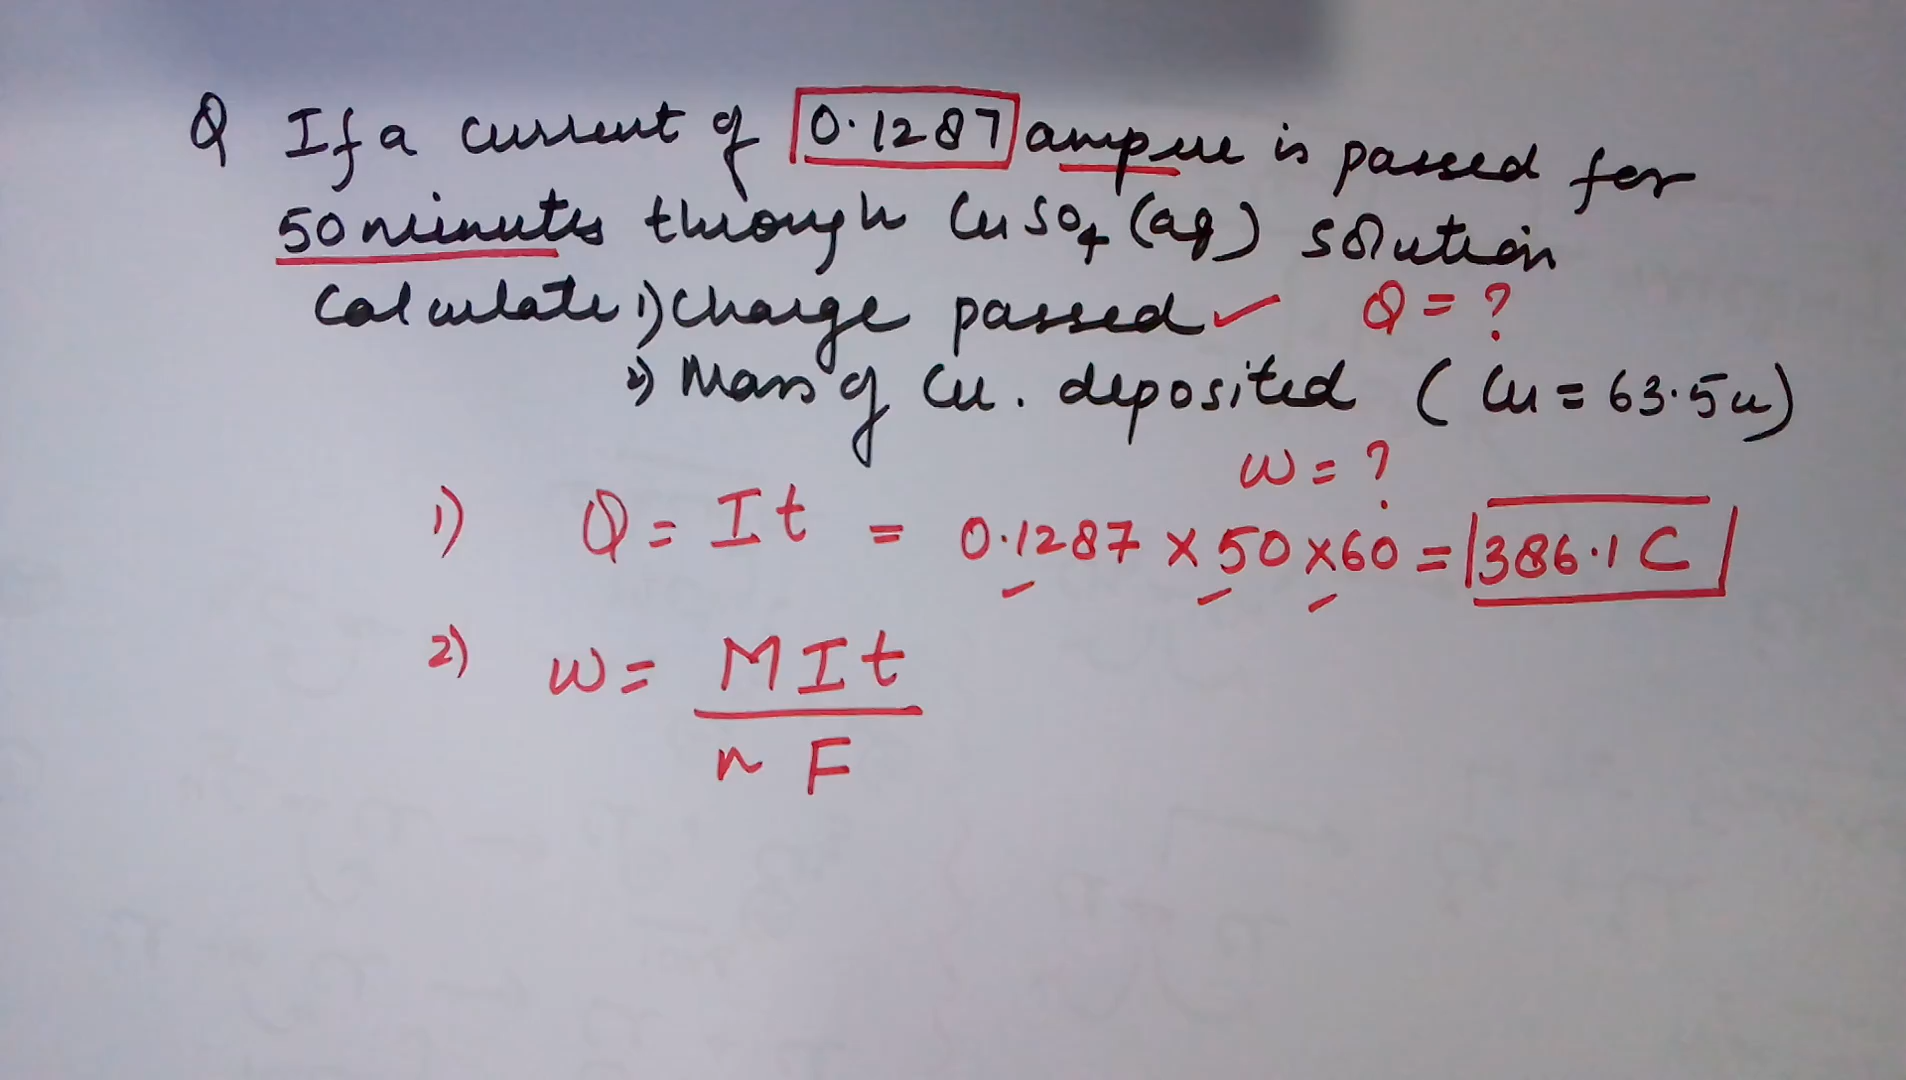 Q If a current of 0.1287 ampere is passed for
50 minutes through CuSO4 (aq) solution
Calculate 1) Charge passed ✓ Q = ?
2) Mass of Cu. deposited ( Cu = 63.5u)
w = ?
1) Q = It = 0.1287 × 50 × 60 = 386.1 C
2) w = MIt
n F